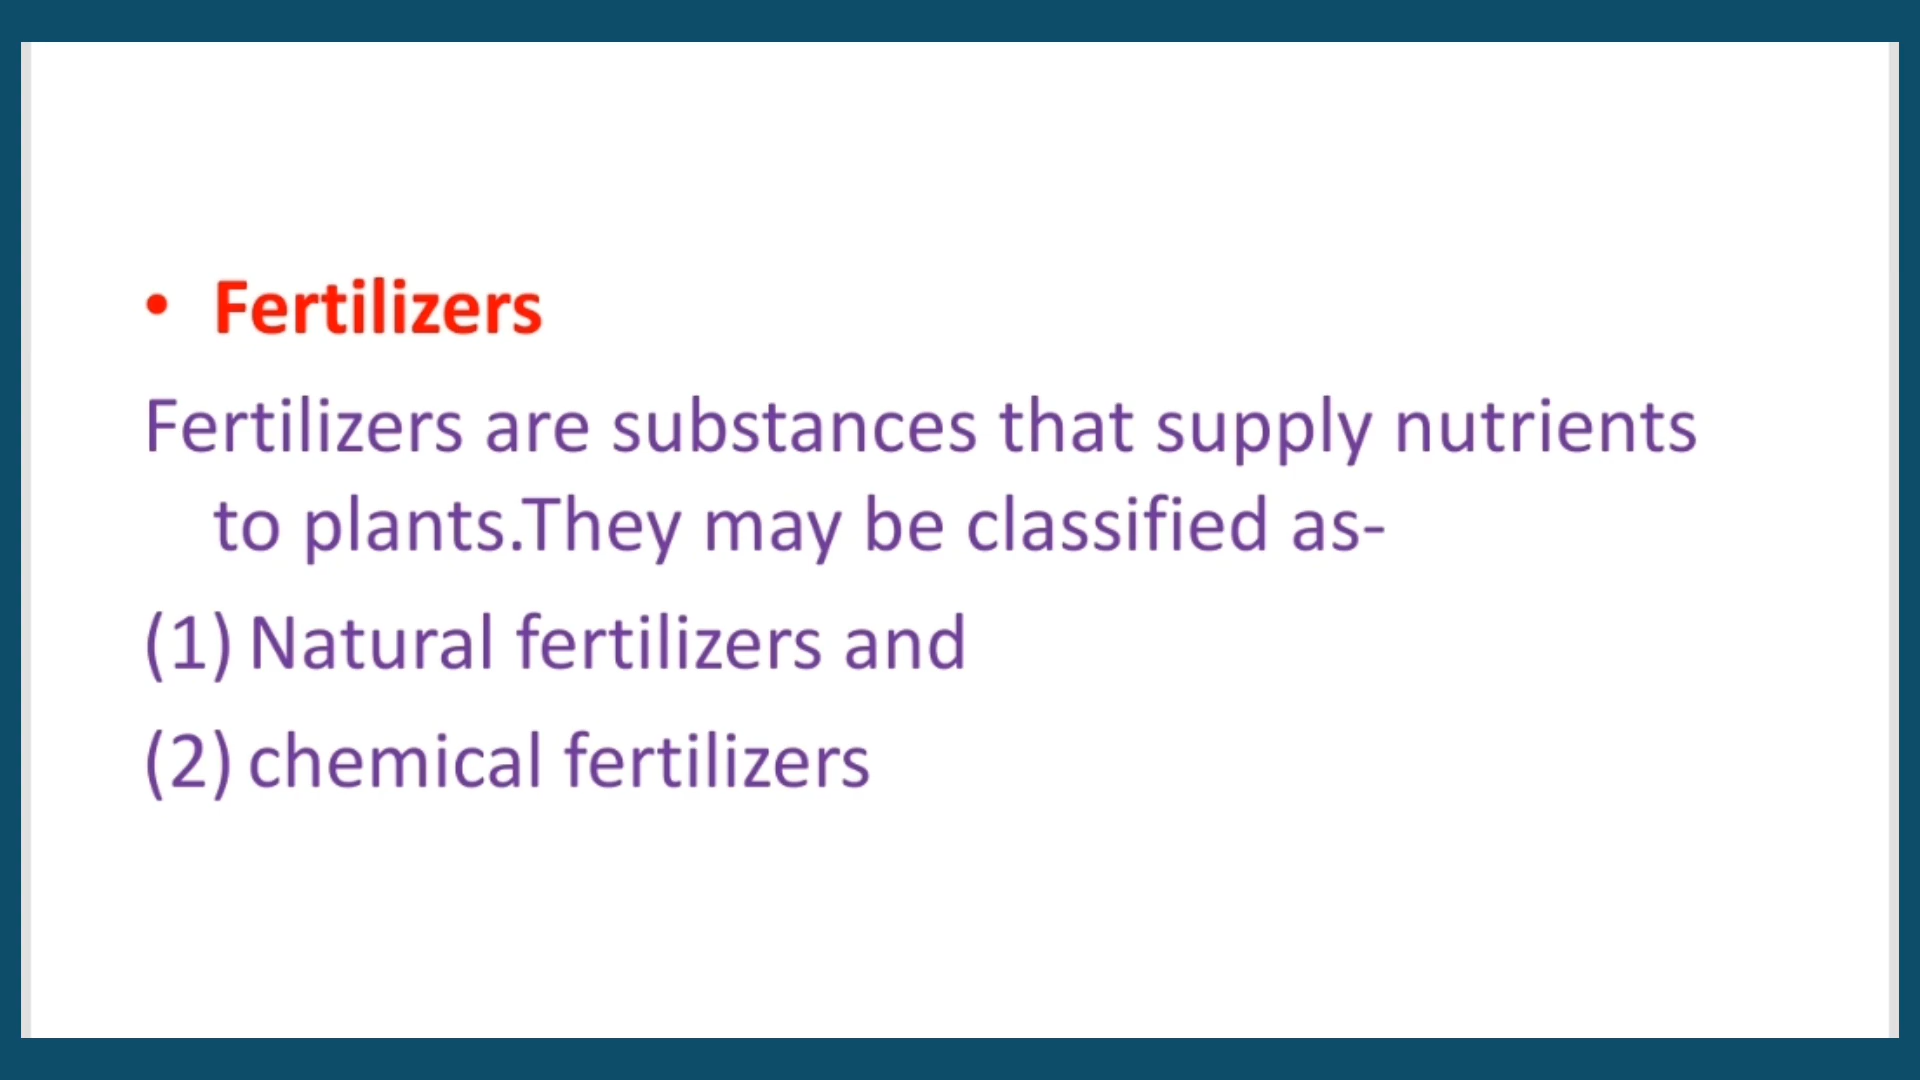 • Fertilizers
Fertilizers are substances that supply nutrients
to plants.They may be classified as-
(1) Natural fertilizers and
(2) chemical fertilizers